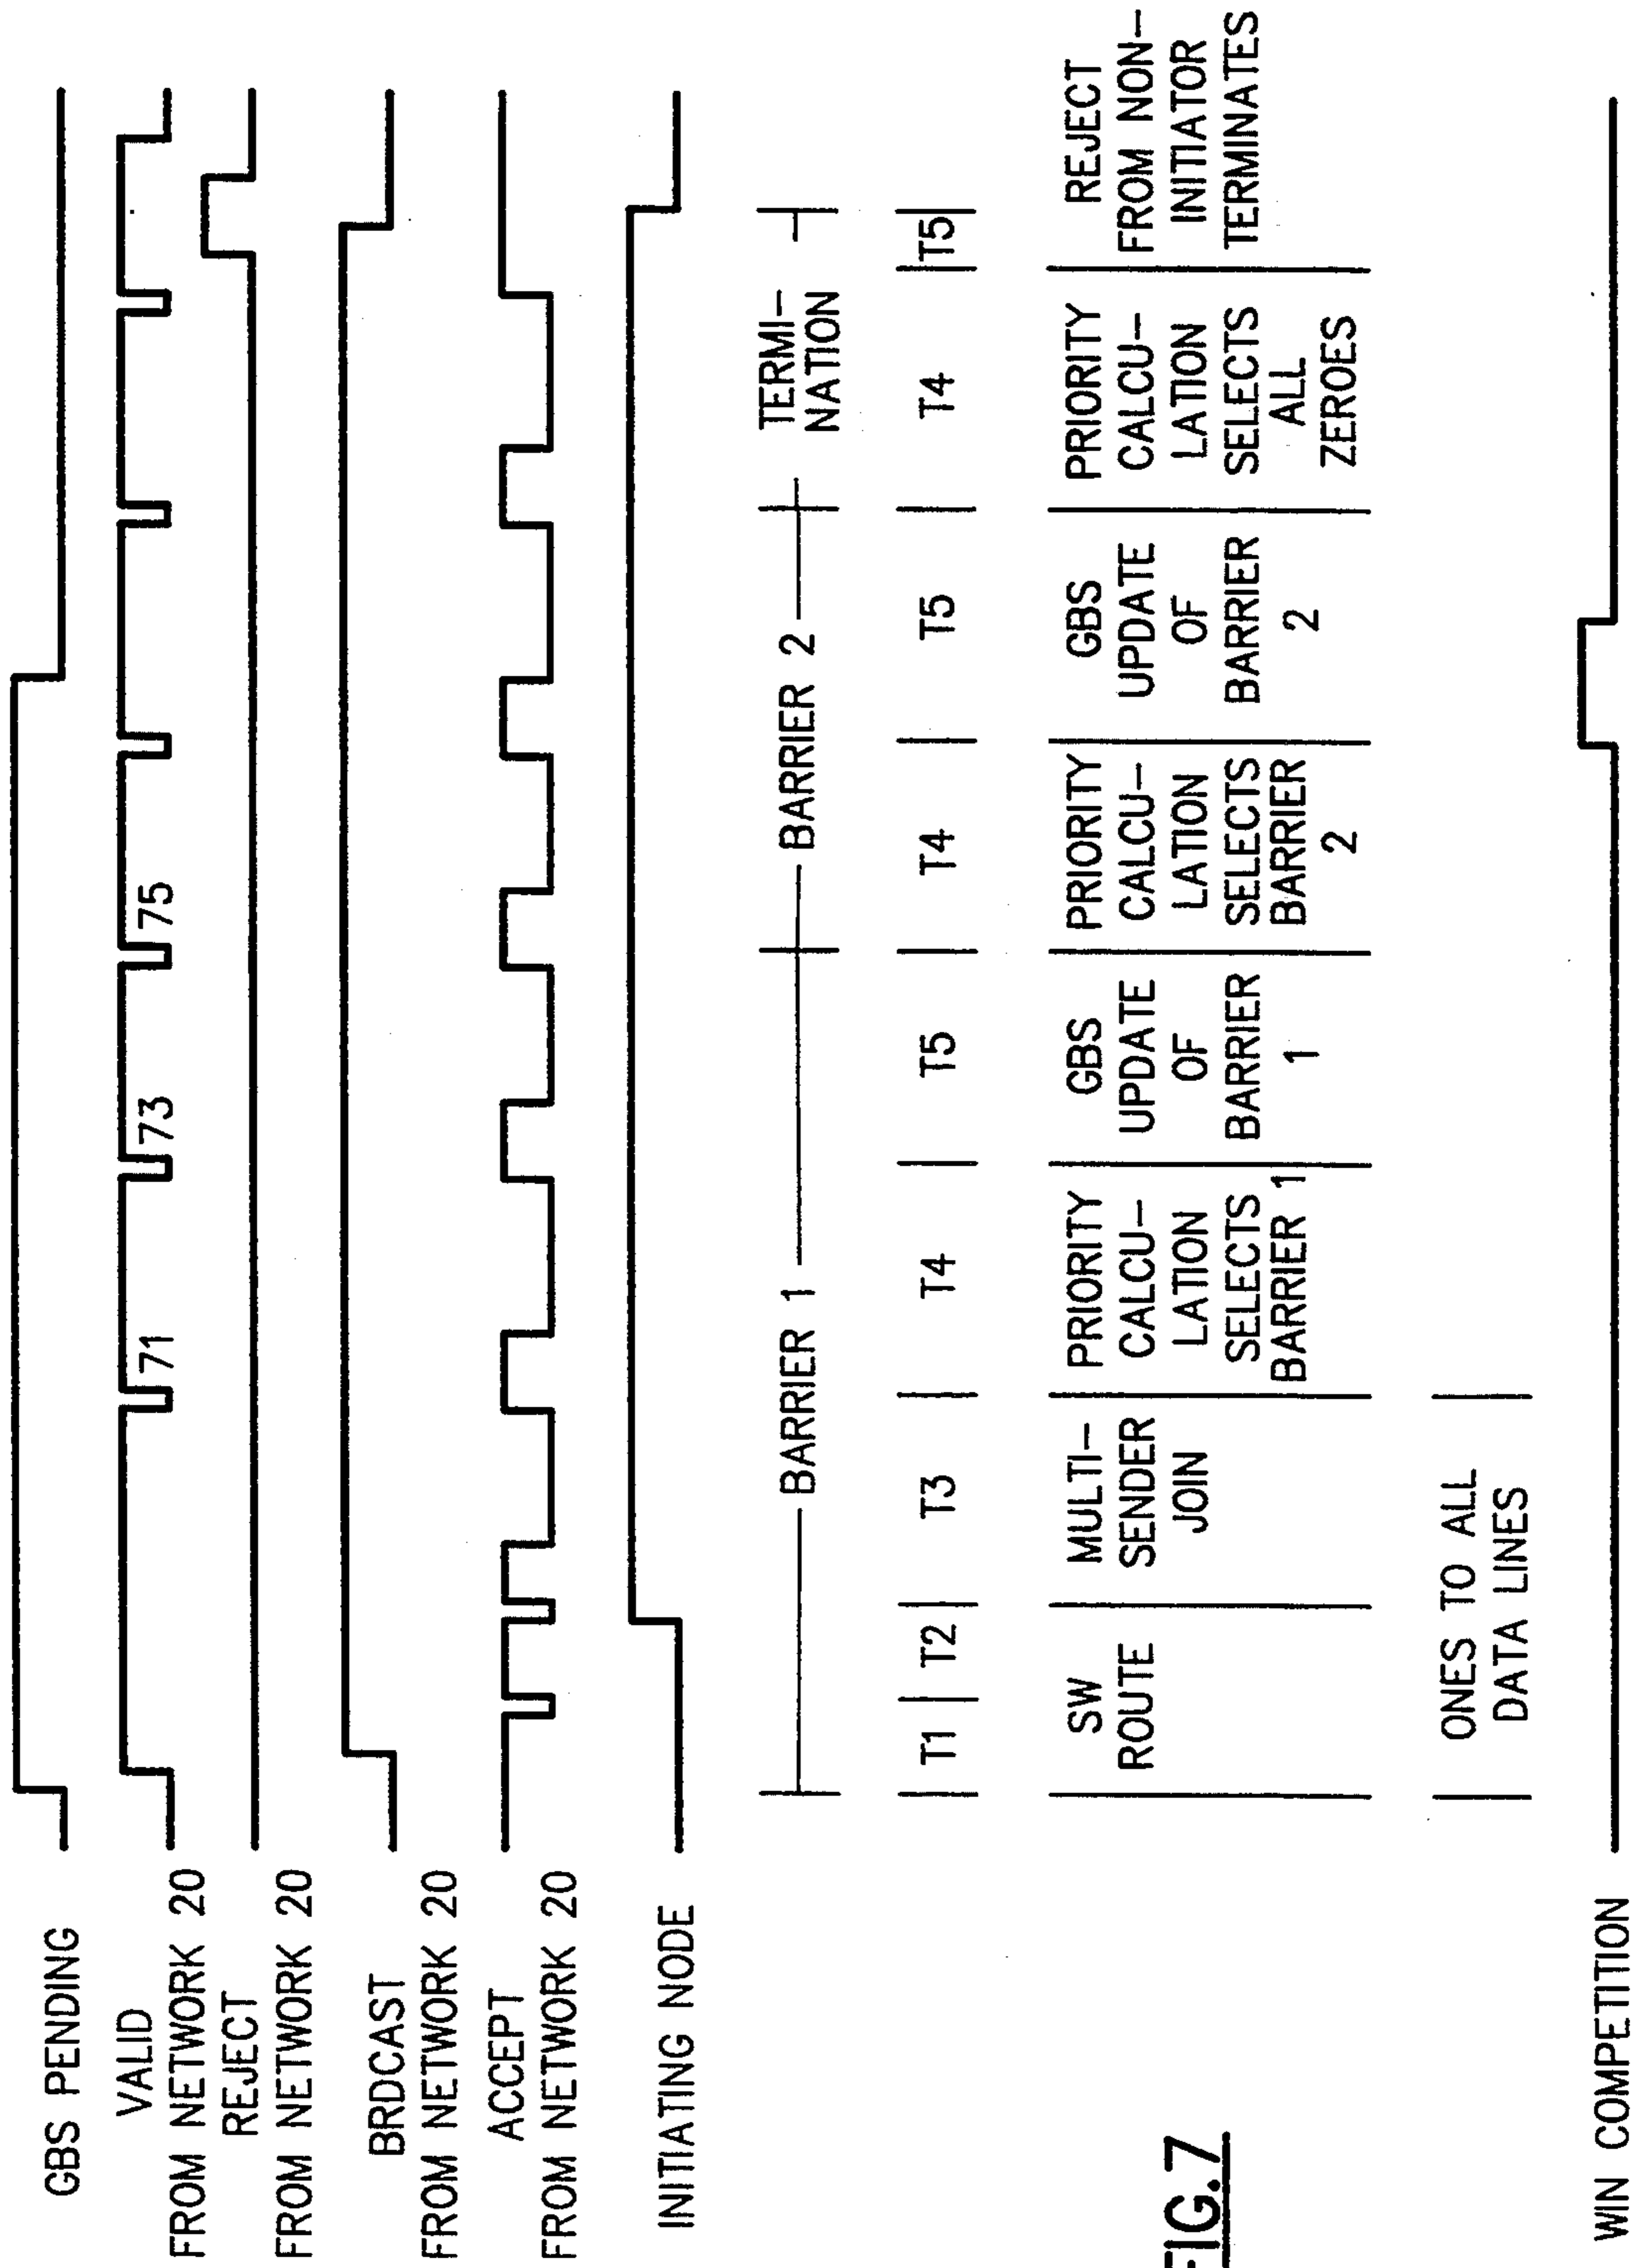 GBS PENDING
VALID
FROM NETWORK 20
REJECT
FROM NETWORK 20
BRDCAST
FROM NETWORK 20
ACCEPT
FROM NETWORK 20
INITIATING NODE
71
73
75
BARRIER 1
BARRIER 2
TERMI-
NATION
T1
T2
T3
T4
T5
T4
T5
T4
T5
SW
ROUTE
MULTI-
SENDER
JOIN
PRIORITY
CALCU-
LATION
SELECTS
BARRIER 1
GBS
UPDATE
OF
BARRIER
1
PRIORITY
CALCU-
LATION
SELECTS
BARRIER
2
GBS
UPDATE
OF
BARRIER
2
PRIORITY
CALCU-
LATION
SELECTS
ALL
ZEROES
REJECT
FROM NON-
INITIATOR
TERMINATES
ONES TO ALL
DATA LINES
FIG.7
WIN COMPETITION